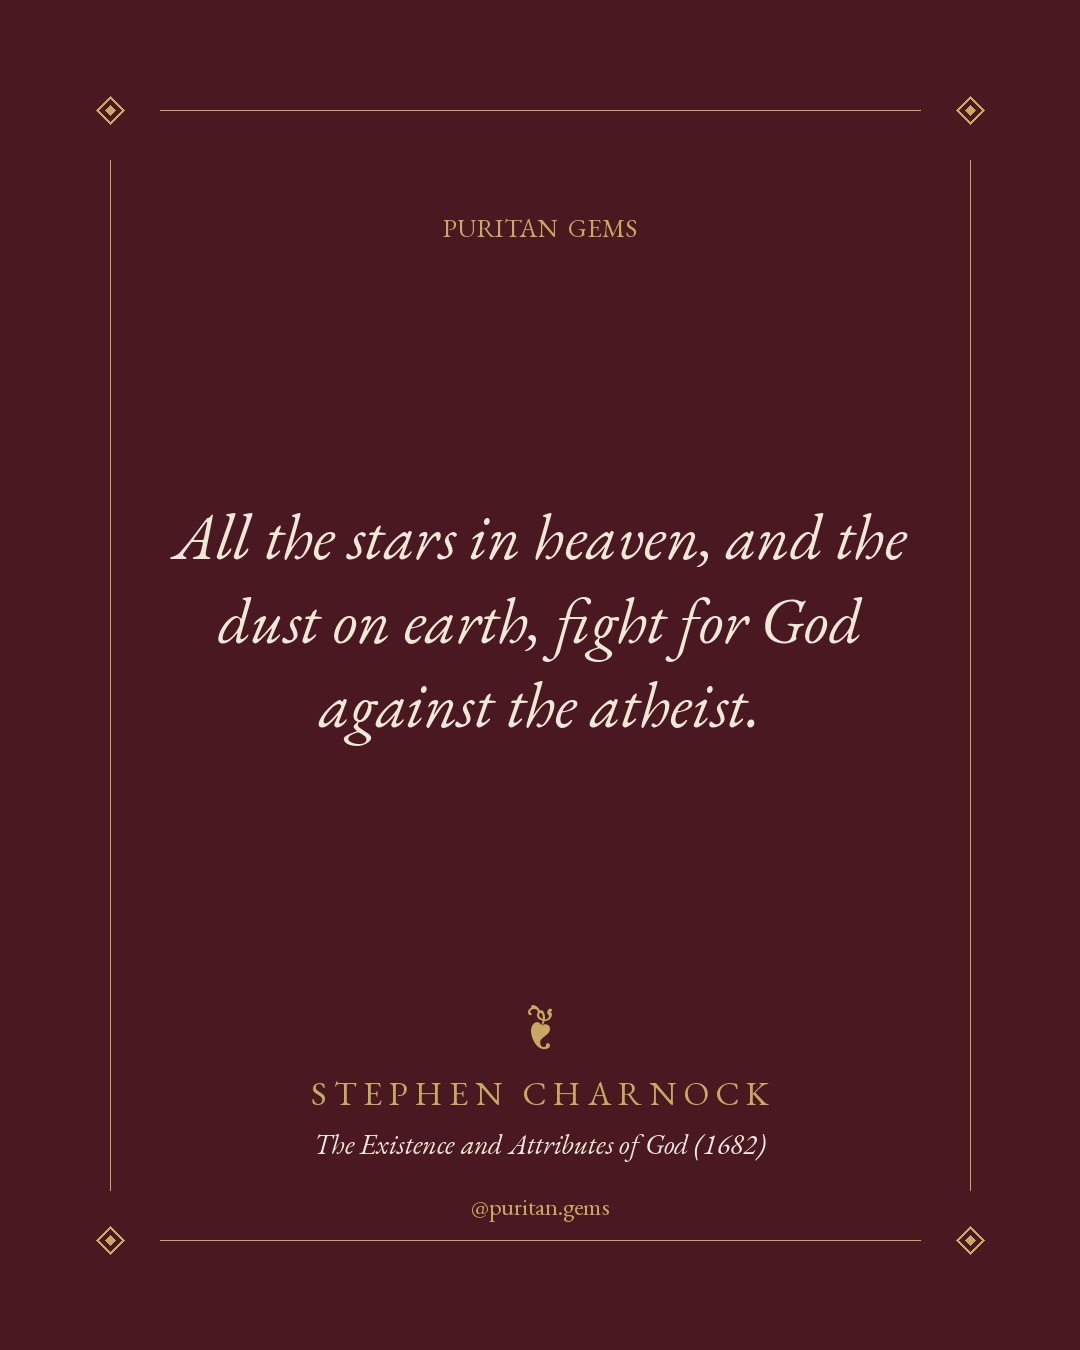 PURITAN GEMS
All the stars in heaven, and the
dust on earth, fight for God
against the atheist.
STEPHEN CHARNOCK
The Existence and Attributes of God (1682)
@puritan.gems